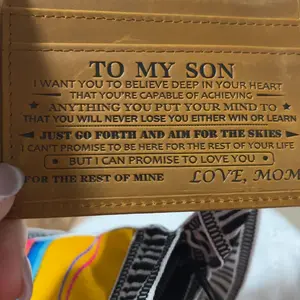 TO MY SON
I WANT YOU TO BELIEVE DEEP IN YOUR HEART
THAT YOU'RE CAPABLE OF ACHIEVING
ANYTHING YOU PUT YOUR MIND TO
THAT YOU WILL NEVER LOSE YOU EITHER WIN OR LEARN
JUST GO FORTH AND AIM FOR THE SKIES
I CAN'T PROMISE TO BE HERE FOR THE REST OF YOUR LIFE
BUT I CAN PROMISE TO LOVE YOU
FOR THE REST OF MINE LOVE, MOM